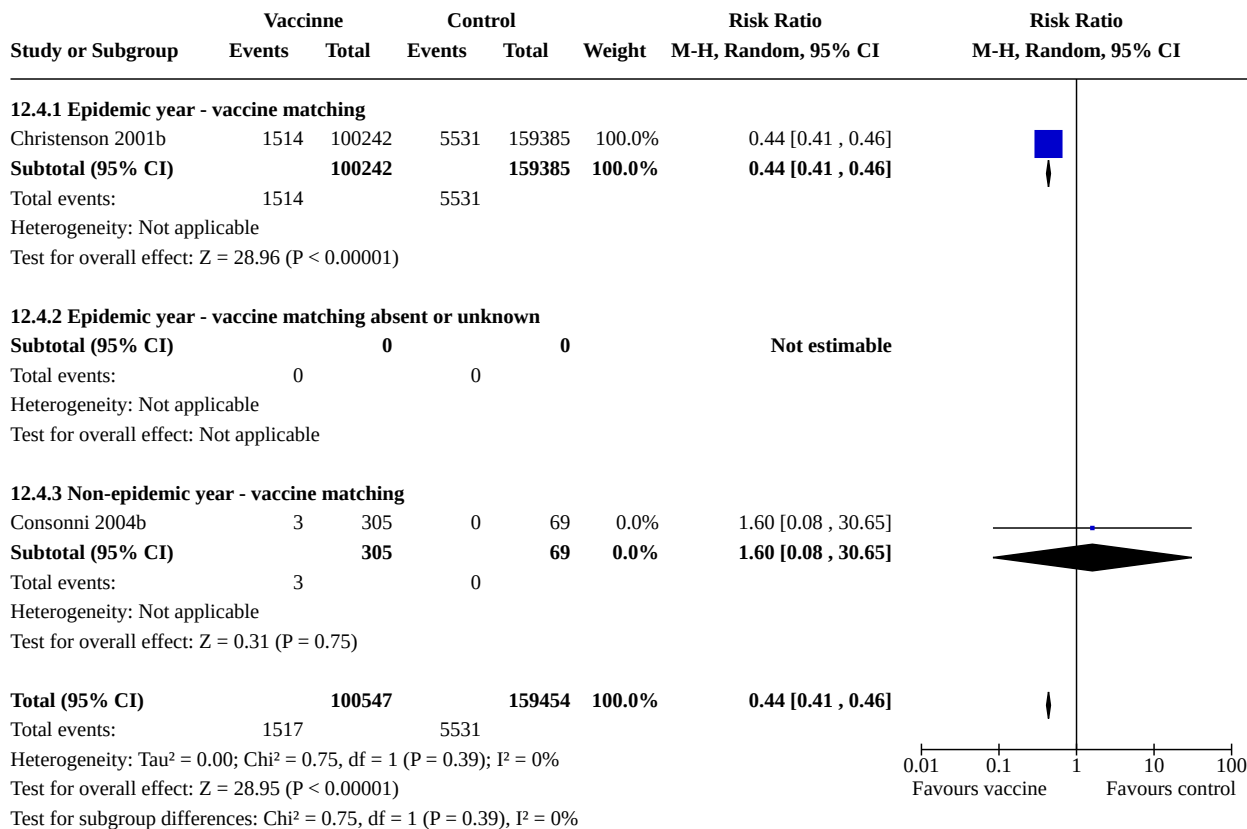 Vaccinne Control Risk Ratio Risk Ratio
Study or Subgroup Events Total Events Total Weight M-H, Random, 95% CI M-H, Random, 95% CI
12.4.1 Epidemic year - vaccine matching
Christenson 2001b 1514 100242 5531 159385 100.0% 0.44 [0.41 , 0.46]
Subtotal (95% CI) 100242 159385 100.0% 0.44 [0.41 , 0.46]
Total events: 1514 5531
Heterogeneity: Not applicable
Test for overall effect: Z = 28.96 (P < 0.00001)
12.4.2 Epidemic year - vaccine matching absent or unknown
Subtotal (95% CI) 0 0 Not estimable
Total events: 0 0
Heterogeneity: Not applicable
Test for overall effect: Not applicable
12.4.3 Non-epidemic year - vaccine matching
Consonni 2004b 3 305 0 69 0.0% 1.60 [0.08 , 30.65]
Subtotal (95% CI) 305 69 0.0% 1.60 [0.08 , 30.65]
Total events: 3 0
Heterogeneity: Not applicable
Test for overall effect: Z = 0.31 (P = 0.75)
Total (95% CI) 100547 159454 100.0% 0.44 [0.41 , 0.46]
Total events: 1517 5531
Heterogeneity: Tau² = 0.00; Chi² = 0.75, df = 1 (P = 0.39); I² = 0%
0.01 0.1 1 10 100
Test for overall effect: Z = 28.95 (P < 0.00001)
Favours vaccine Favours control
Test for subgroup differences: Chi² = 0.75, df = 1 (P = 0.39), I² = 0%